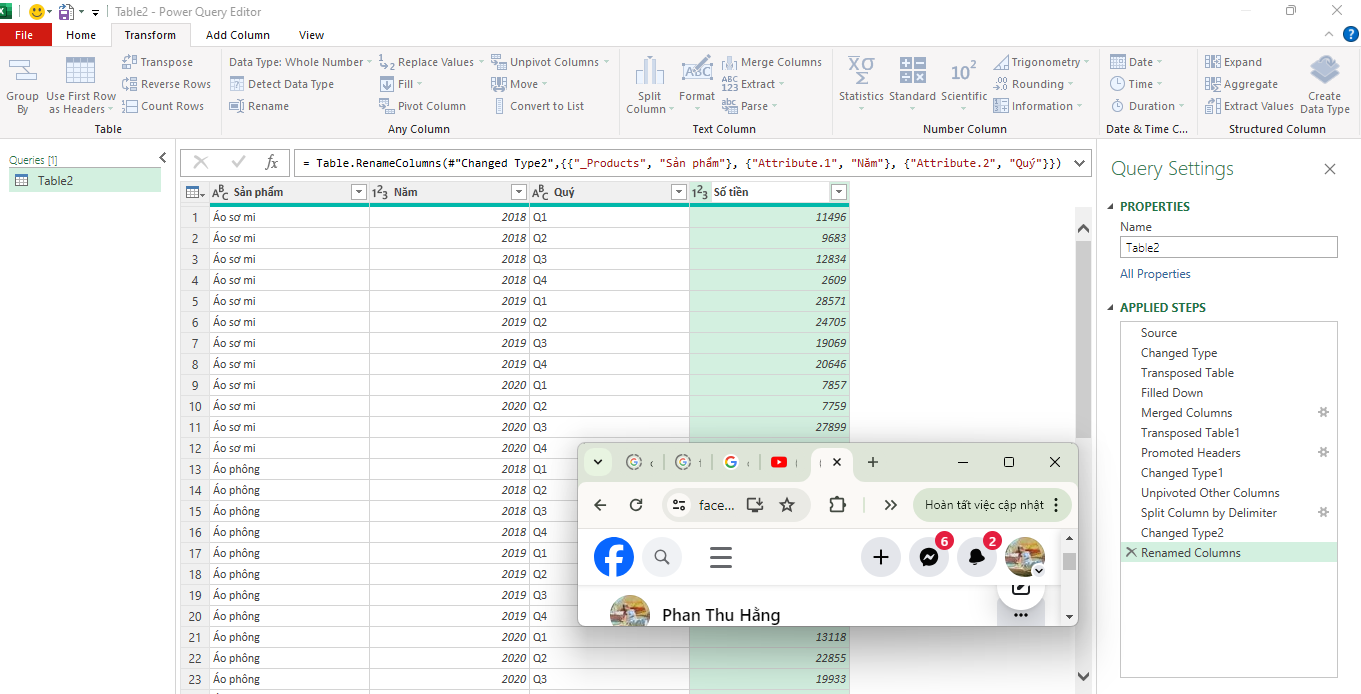 Table2 - Power Query Editor
File Home Transform Add Column View
Group By
Use First Row as Headers
Transpose
Reverse Rows
Count Rows
Table
Data Type: Whole Number
Detect Data Type
Rename
Replace Values
Fill
Pivot Column
Unpivot Columns
Move
Convert to List
Any Column
Split Column
Format
Merge Columns
Extract
Parse
Text Column
Statistics
Standard
Scientific
Trigonometry
Rounding
Information
Number Column
Date
Time
Duration
Date & Time C...
Expand
Aggregate
Extract Values
Create Data Type
Structured Column
Queries [1]
Table2
= Table.RenameColumns(#"Changed Type2",{{"_Products", "Sản phẩm"}, {"Attribute.1", "Năm"}, {"Attribute.2", "Quý"}})
Sản phẩm Năm Quý Số tiền
1 Áo sơ mi 2018 Q1 11496
2 Áo sơ mi 2018 Q2 9683
3 Áo sơ mi 2018 Q3 12834
4 Áo sơ mi 2018 Q4 2609
5 Áo sơ mi 2019 Q1 28571
6 Áo sơ mi 2019 Q2 24705
7 Áo sơ mi 2019 Q3 19069
8 Áo sơ mi 2019 Q4 20646
9 Áo sơ mi 2020 Q1 7857
10 Áo sơ mi 2020 Q2 7759
11 Áo sơ mi 2020 Q3 27899
12 Áo sơ mi 2020 Q4
13 Áo phông 2018 Q1
14 Áo phông 2018 Q2
15 Áo phông 2018 Q3
16 Áo phông 2018 Q4
17 Áo phông 2019 Q1
18 Áo phông 2019 Q2
19 Áo phông 2019 Q3
20 Áo phông 2019 Q4
21 Áo phông 2020 Q1 13118
22 Áo phông 2020 Q2 22855
23 Áo phông 2020 Q3 19933
face...
Hoàn tất việc cập nhật
6
2
Phan Thu Hằng
Query Settings
PROPERTIES
Name
Table2
All Properties
APPLIED STEPS
Source
Changed Type
Transposed Table
Filled Down
Merged Columns
Transposed Table1
Promoted Headers
Changed Type1
Unpivoted Other Columns
Split Column by Delimiter
Changed Type2
Renamed Columns